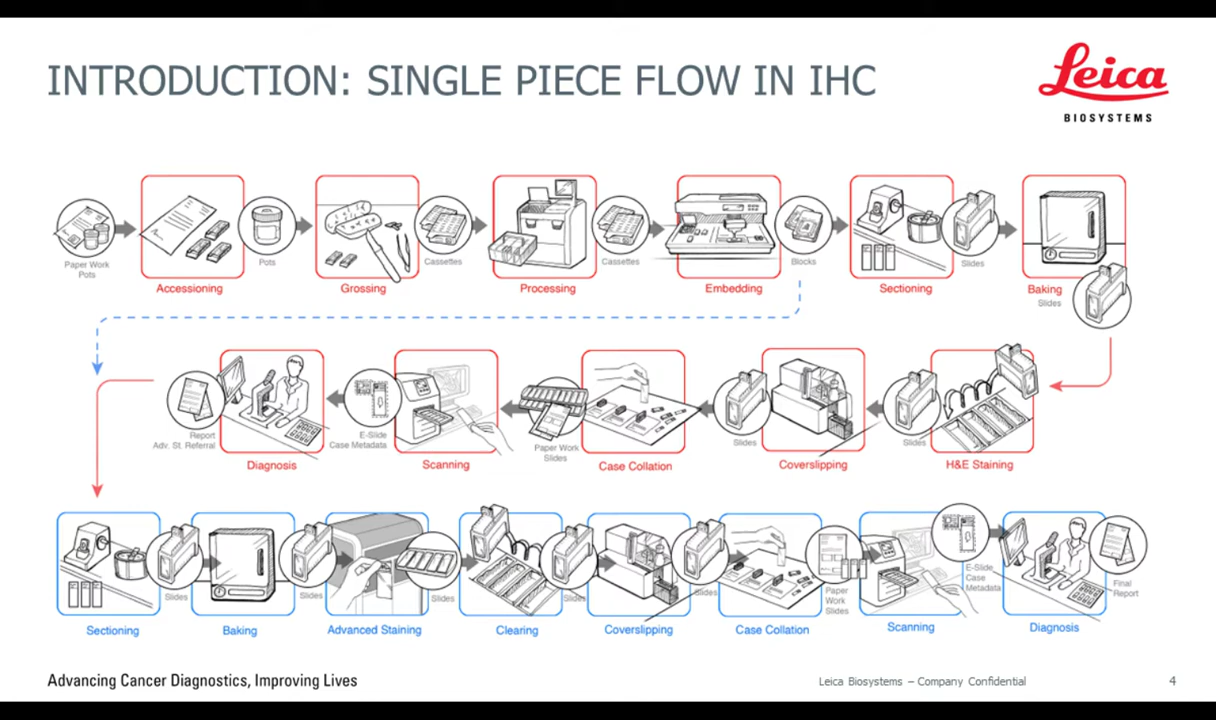 INTRODUCTION: SINGLE PIECE FLOW IN IHC
Leica
BIOSYSTEMS
Paper Work
Pots
Accessioning
Pots
Grossing
Cassettes
Processing
Cassettes
Embedding
Blocks
Sectioning
Slides
Baking
Slides
Report
Adv. St. Referral
Diagnosis
E-Slide
Case Metadata
Scanning
Paper Work
Slides
Case Collation
Slides
Coverslipping
Slides
H&E Staining
Sectioning
Slides
Baking
Slides
Advanced Staining
Slides
Clearing
Slides
Coverslipping
Slides
Case Collation
Paper
Work
Slides
Scanning
E-Slide
Case
Metadata
Diagnosis
Final
Report
Advancing Cancer Diagnostics, Improving Lives
Leica Biosystems – Company Confidential
4